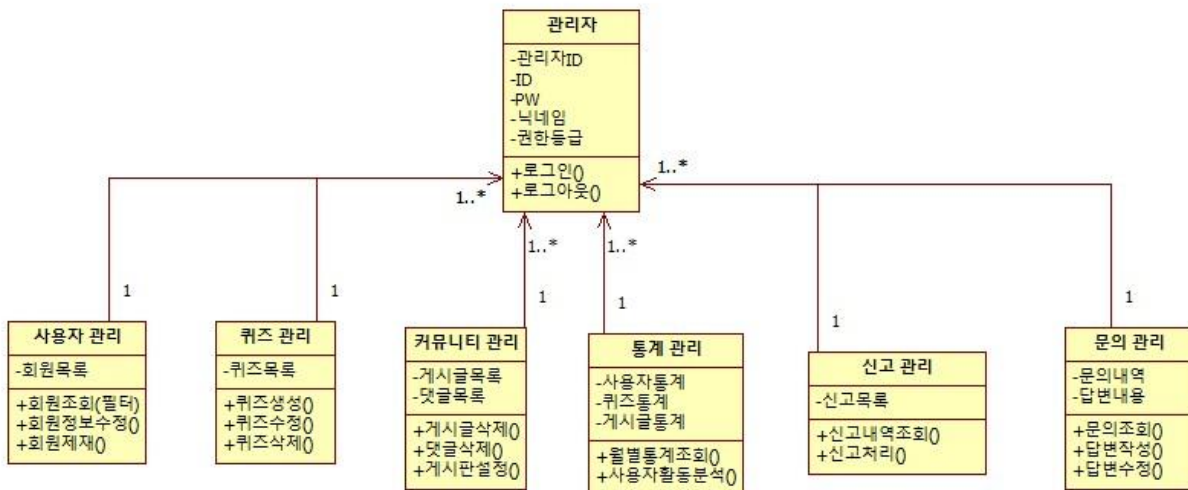 관리자
-관리자ID
-ID
-PW
-닉네임
-권한등급
+로그인()
+로그아웃()
1..*
1..*
1..*
1..*
1
1
1
1
1
1
사용자 관리
-회원목록
+회원조회(필터)
+회원정보수정()
+회원제재()
퀴즈 관리
-퀴즈목록
+퀴즈생성()
+퀴즈수정()
+퀴즈삭제()
커뮤니티 관리
-게시글목록
-댓글목록
+게시글삭제()
+댓글삭제()
+게시판설정()
통계 관리
-사용자통계
-퀴즈통계
-게시글통계
+월별통계조회()
+사용자활동분석()
신고 관리
-신고목록
+신고내역조회()
+신고처리()
문의 관리
-문의내역
-답변내용
+문의조회()
+답변작성()
+답변수정()